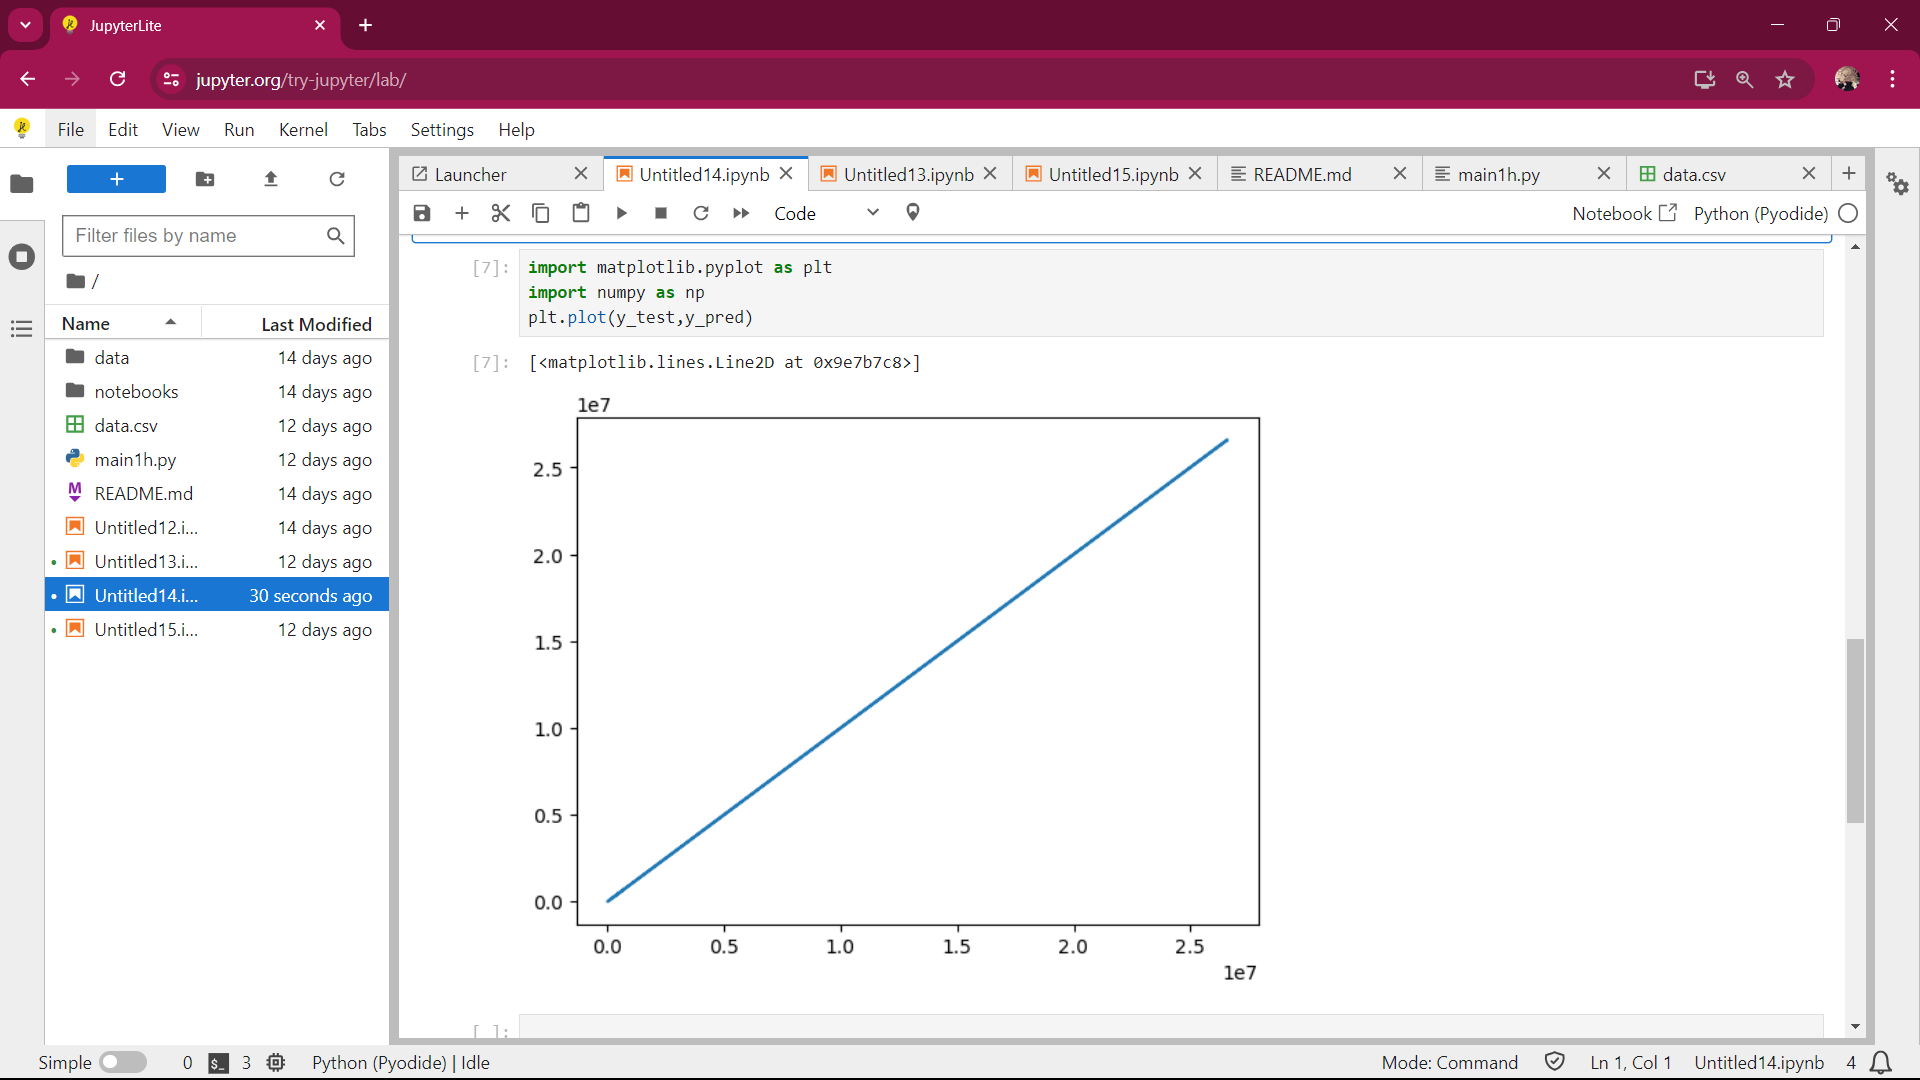 JupyterLite
jupyter.org/try-jupyter/lab/
File Edit View Run Kernel Tabs Settings Help
Launcher Untitled14.ipynb Untitled13.ipynb Untitled15.ipynb README.md main1h.py data.csv
Code Notebook Python (Pyodide)
Filter files by name
/
Name Last Modified
data 14 days ago
notebooks 14 days ago
data.csv 12 days ago
main1h.py 12 days ago
README.md 14 days ago
Untitled12.i... 14 days ago
Untitled13.i... 12 days ago
Untitled14.i... 30 seconds ago
Untitled15.i... 12 days ago
[7]: import matplotlib.pyplot as plt
import numpy as np
plt.plot(y_test,y_pred)
[7]: [<matplotlib.lines.Line2D at 0x9e7b7c8>]
1e7
2.5
2.0
1.5
1.0
0.5
0.0
0.0 0.5 1.0 1.5 2.0 2.5
1e7
[ ]:
Simple 0 $_ 3 Python (Pyodide) | Idle Mode: Command Ln 1, Col 1 Untitled14.ipynb 4